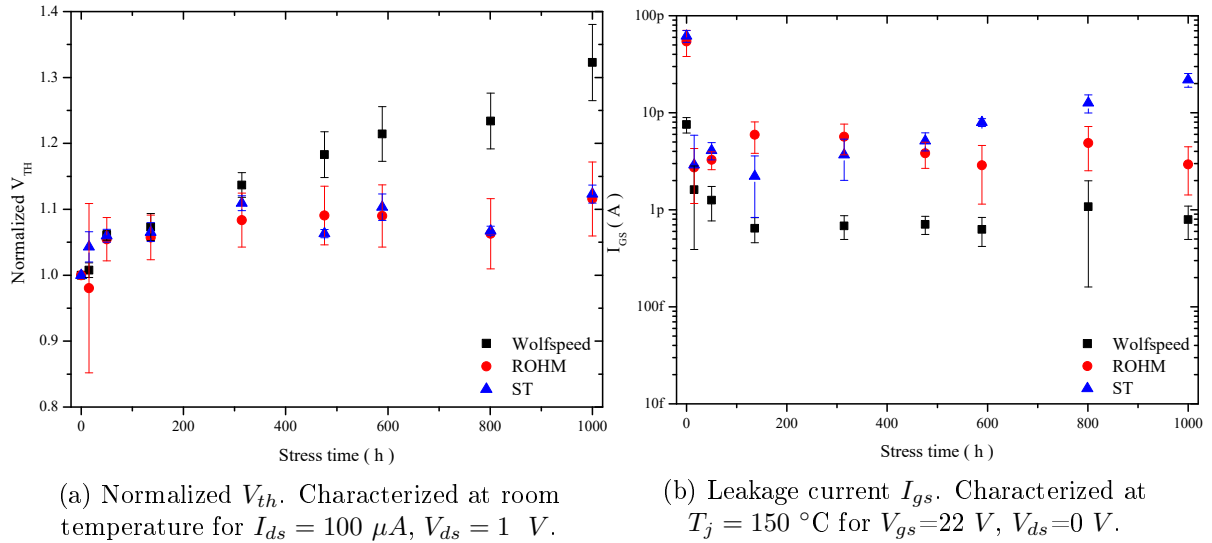 1.4
1.3
1.2
1.1
1.0
0.9
0.8
Normalized V_TH
0 200 400 600 800 1000
Stress time ( h )
Wolfspeed
ROHM
ST
(a) Normalized V_th. Characterized at room
temperature for I_ds = 100 μA, V_ds = 1 V.
100p
10p
1p
100f
10f
I_GS ( A )
0 200 400 600 800 1000
Stress time ( h )
Wolfspeed
ROHM
ST
(b) Leakage current I_gs. Characterized at
T_j = 150 °C for V_gs=22 V, V_ds=0 V.